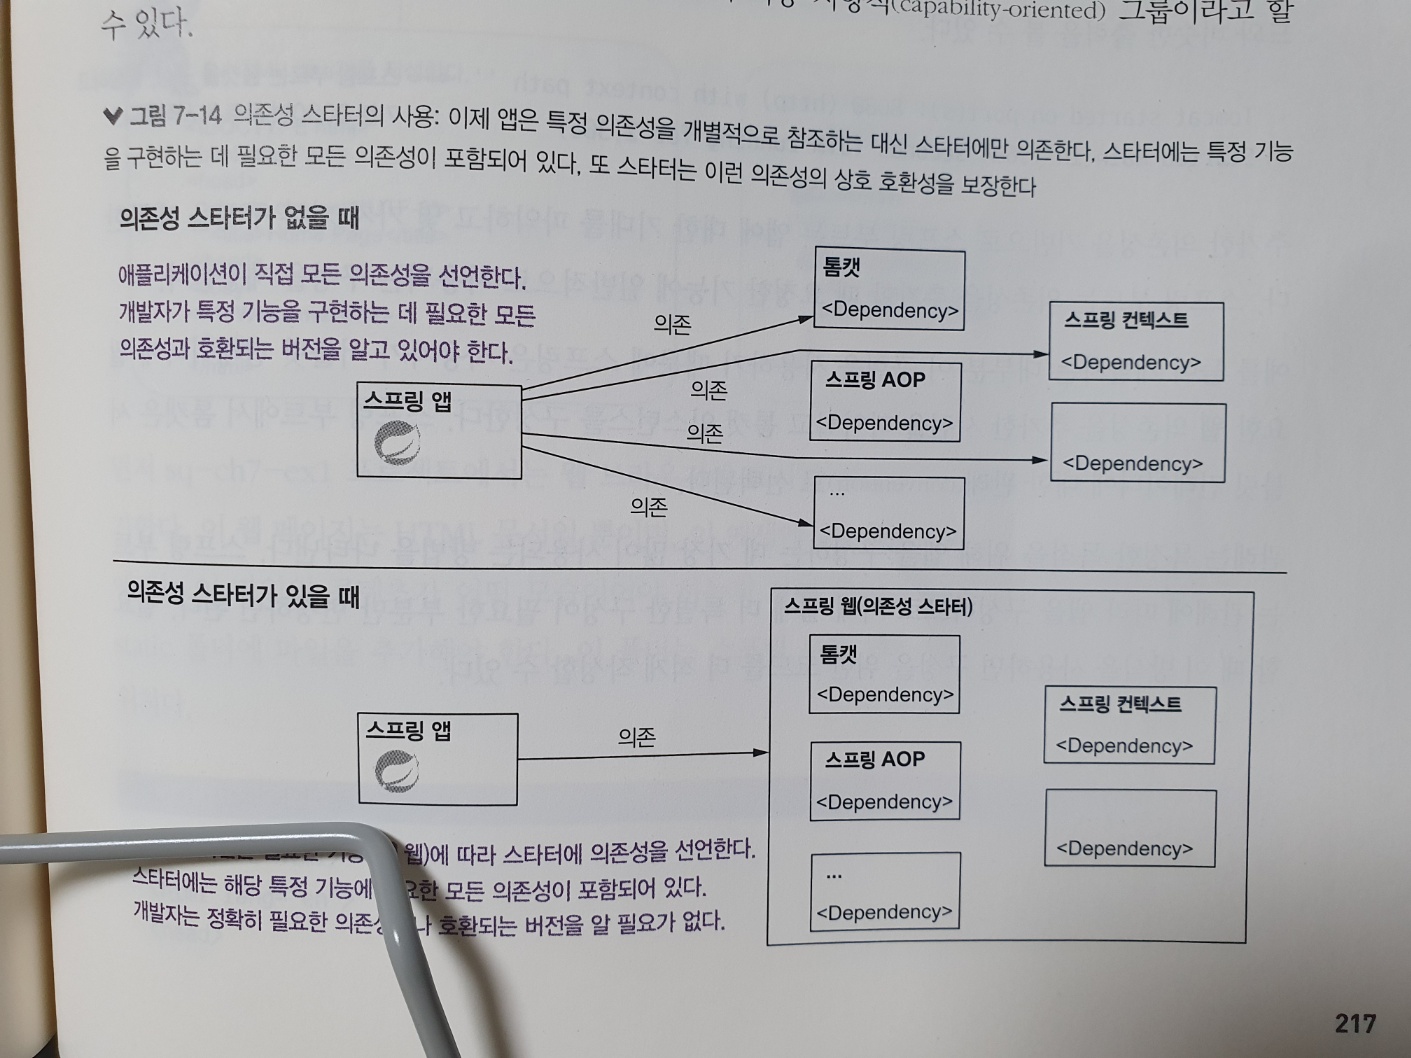 지향적(capability-oriented) 그룹이라고 할
수 있다.
그림 7-14 의존성 스타터의 사용: 이제 앱은 특정 의존성을 개별적으로 참조하는 대신 스타터에만 의존한다. 스타터에는 특정 기능
을 구현하는 데 필요한 모든 의존성이 포함되어 있다. 또 스타터는 이런 의존성의 상호 호환성을 보장한다
의존성 스타터가 없을 때
애플리케이션이 직접 모든 의존성을 선언한다.
개발자가 특정 기능을 구현하는 데 필요한 모든
의존성과 호환되는 버전을 알고 있어야 한다.
스프링 앱
의존
의존
의존
의존
톰캣
<Dependency>
스프링 컨텍스트
<Dependency>
스프링 AOP
<Dependency>
<Dependency>
...
<Dependency>
의존성 스타터가 있을 때
스프링 앱
의존
스프링 웹(의존성 스타터)
톰캣
<Dependency>
스프링 컨텍스트
<Dependency>
스프링 AOP
<Dependency>
<Dependency>
...
<Dependency>
웹)에 따라 스타터에 의존성을 선언한다.
스타터에는 해당 특정 기능에 모든 의존성이 포함되어 있다.
개발자는 정확히 필요한 호환되는 버전을 알 필요가 없다.
217